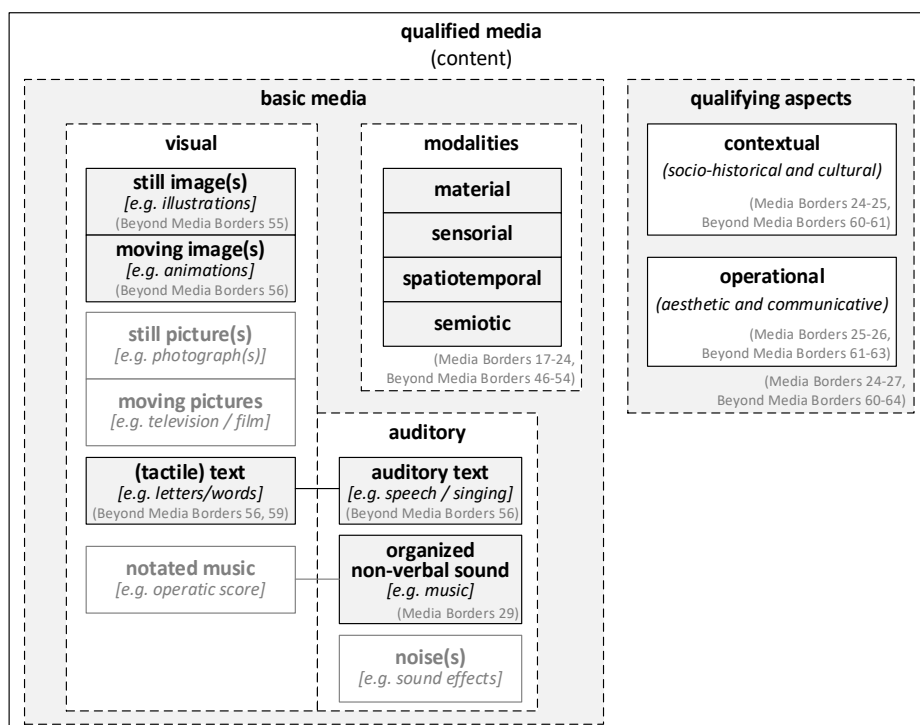 qualified media
(content)
basic media
visual
still image(s)
[e.g. illustrations]
(Beyond Media Borders 55)
moving image(s)
[e.g. animations]
(Beyond Media Borders 56)
still picture(s)
[e.g. photograph(s)]
moving pictures
[e.g. television / film]
(tactile) text
[e.g. letters/words]
(Beyond Media Borders 56, 59)
notated music
[e.g. operatic score]
modalities
material
sensorial
spatiotemporal
semiotic
(Media Borders 17-24,
Beyond Media Borders 46-54)
auditory
auditory text
[e.g. speech / singing]
(Beyond Media Borders 56)
organized
non-verbal sound
[e.g. music]
(Media Borders 29)
noise(s)
[e.g. sound effects]
qualifying aspects
contextual
(socio-historical and cultural)
(Media Borders 24-25,
Beyond Media Borders 60-61)
operational
(aesthetic and communicative)
(Media Borders 25-26,
Beyond Media Borders 61-63)
(Media Borders 24-27,
Beyond Media Borders 60-64)